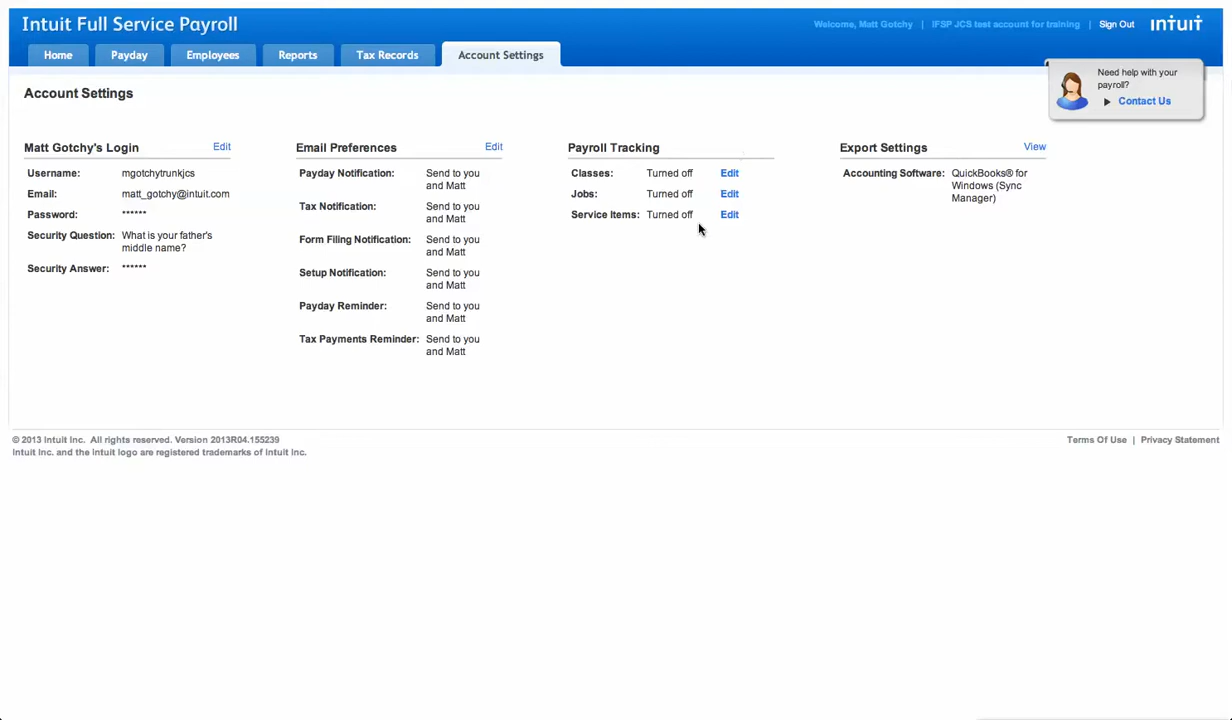 Intuit Full Service Payroll
Welcome, Matt Gotchy | IFSP JCS test account for training | Sign Out
intuit
Home
Payday
Employees
Reports
Tax Records
Account Settings
Need help with your
payroll?
Contact Us
Account Settings
Matt Gotchy's Login Edit
Username: mgotchytrunkjcs
Email: matt_gotchy@intuit.com
Password: ******
Security Question: What is your father's
middle name?
Security Answer: ******
Email Preferences Edit
Payday Notification: Send to you
and Matt
Tax Notification: Send to you
and Matt
Form Filing Notification: Send to you
and Matt
Setup Notification: Send to you
and Matt
Payday Reminder: Send to you
and Matt
Tax Payments Reminder: Send to you
and Matt
Payroll Tracking
Classes: Turned off Edit
Jobs: Turned off Edit
Service Items: Turned off Edit
Export Settings View
Accounting Software: QuickBooks® for
Windows (Sync
Manager)
© 2013 Intuit Inc. All rights reserved. Version 2013R04.155239
Intuit Inc. and the Intuit logo are registered trademarks of Intuit Inc.
Terms Of Use | Privacy Statement